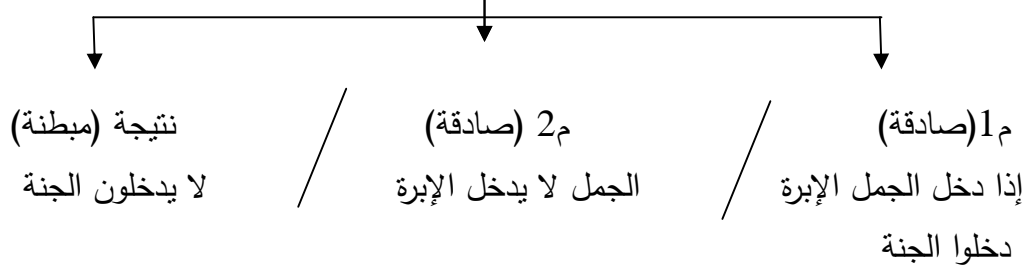 م1(صادقة) / م2 (صادقة) / نتيجة (مبطنة)
إذا دخل الجمل الإبرة الجمل لا يدخل الإبرة لا يدخلون الجنة
دخلوا الجنة